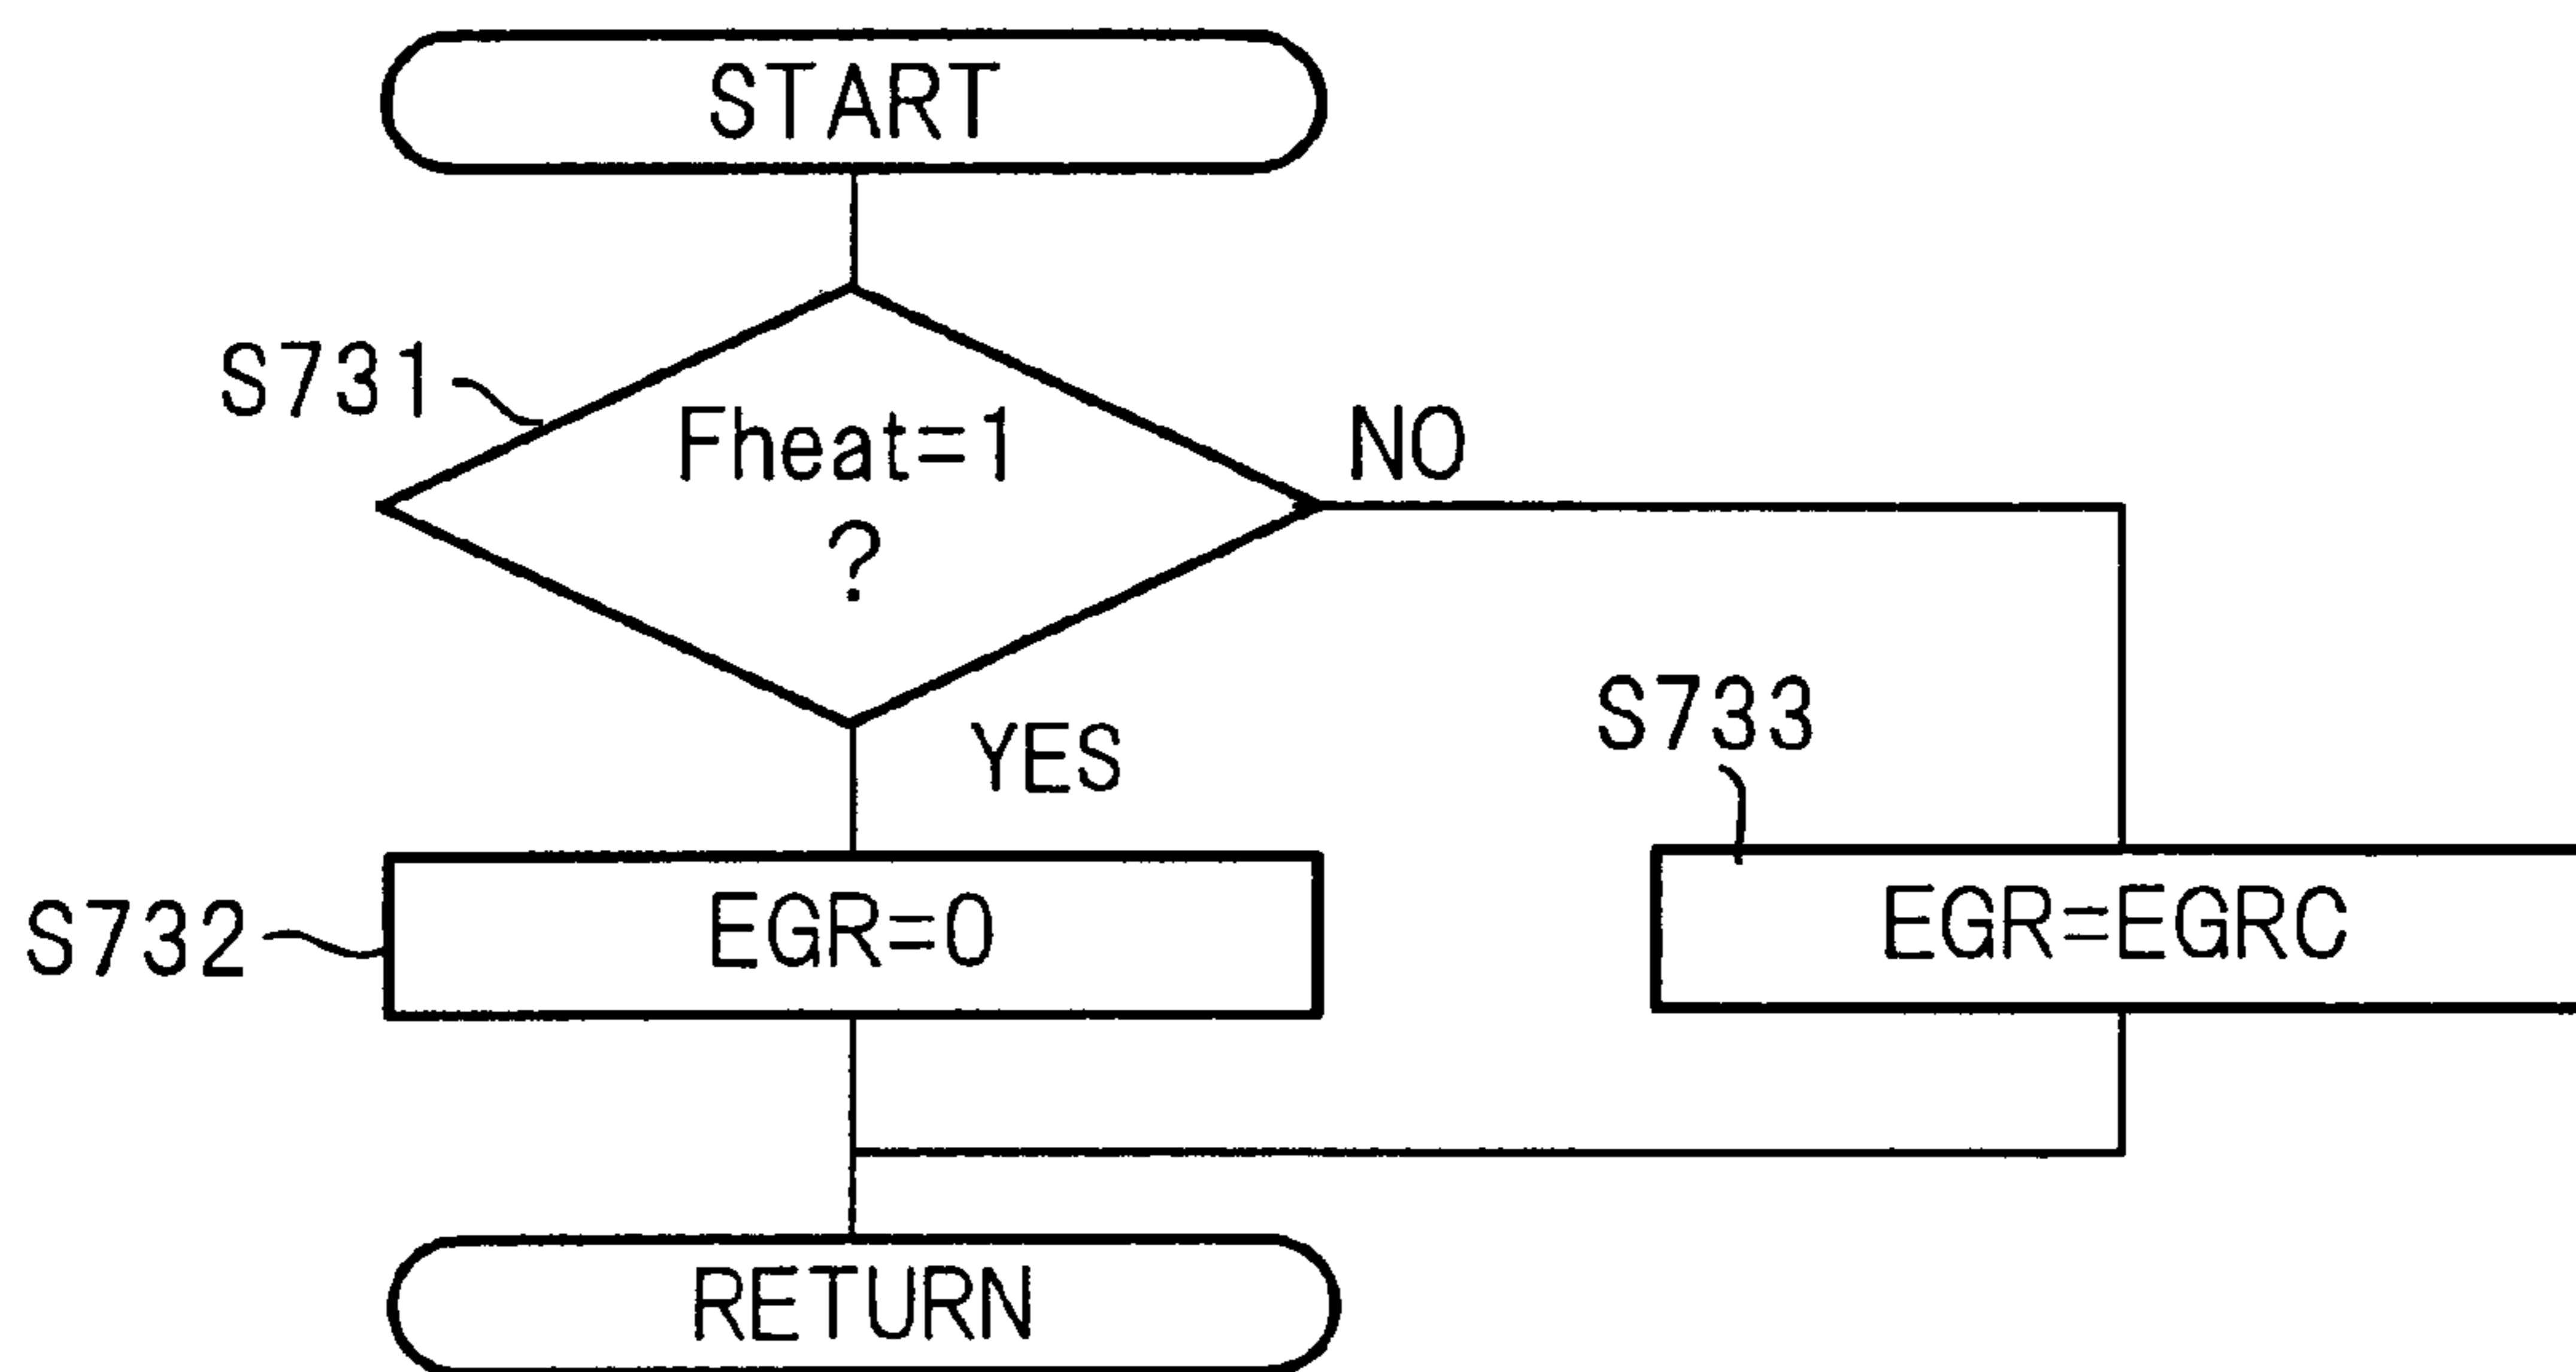 START
S731
Fheat=1
?
NO
YES
S733
S732
EGR=0
EGR=EGRC
RETURN